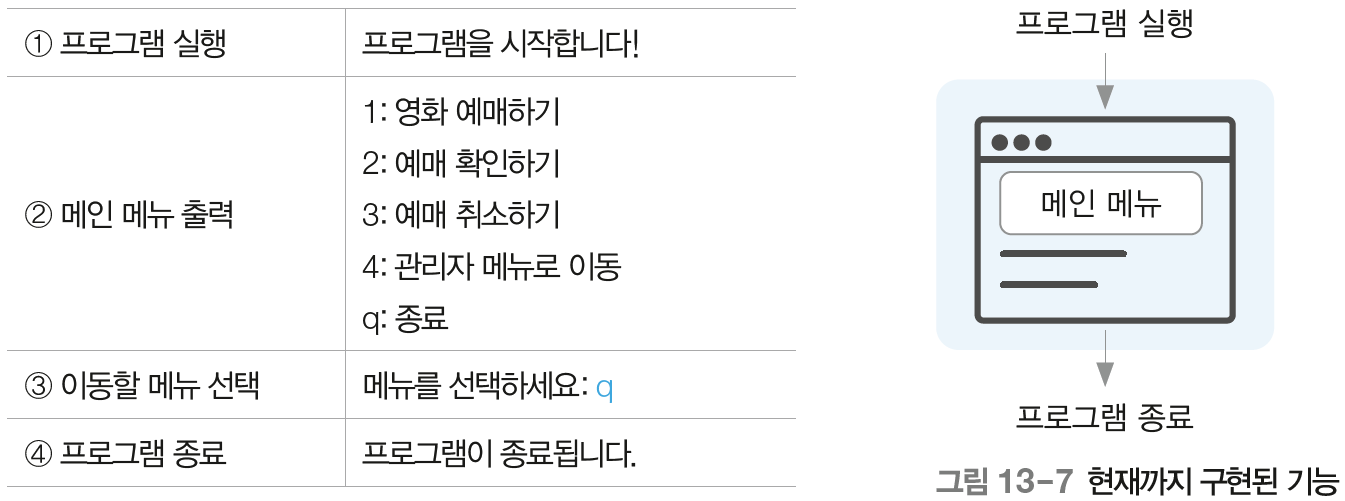 ① 프로그램 실행 프로그램을 시작합니다!
② 메인 메뉴 출력
1: 영화 예매하기
2: 예매 확인하기
3: 예매 취소하기
4: 관리자 메뉴로 이동
q: 종료
③ 이동할 메뉴 선택 메뉴를 선택하세요: q
④ 프로그램 종료 프로그램이 종료됩니다.
프로그램 실행
메인 메뉴
프로그램 종료
그림 13-7 현재까지 구현된 기능